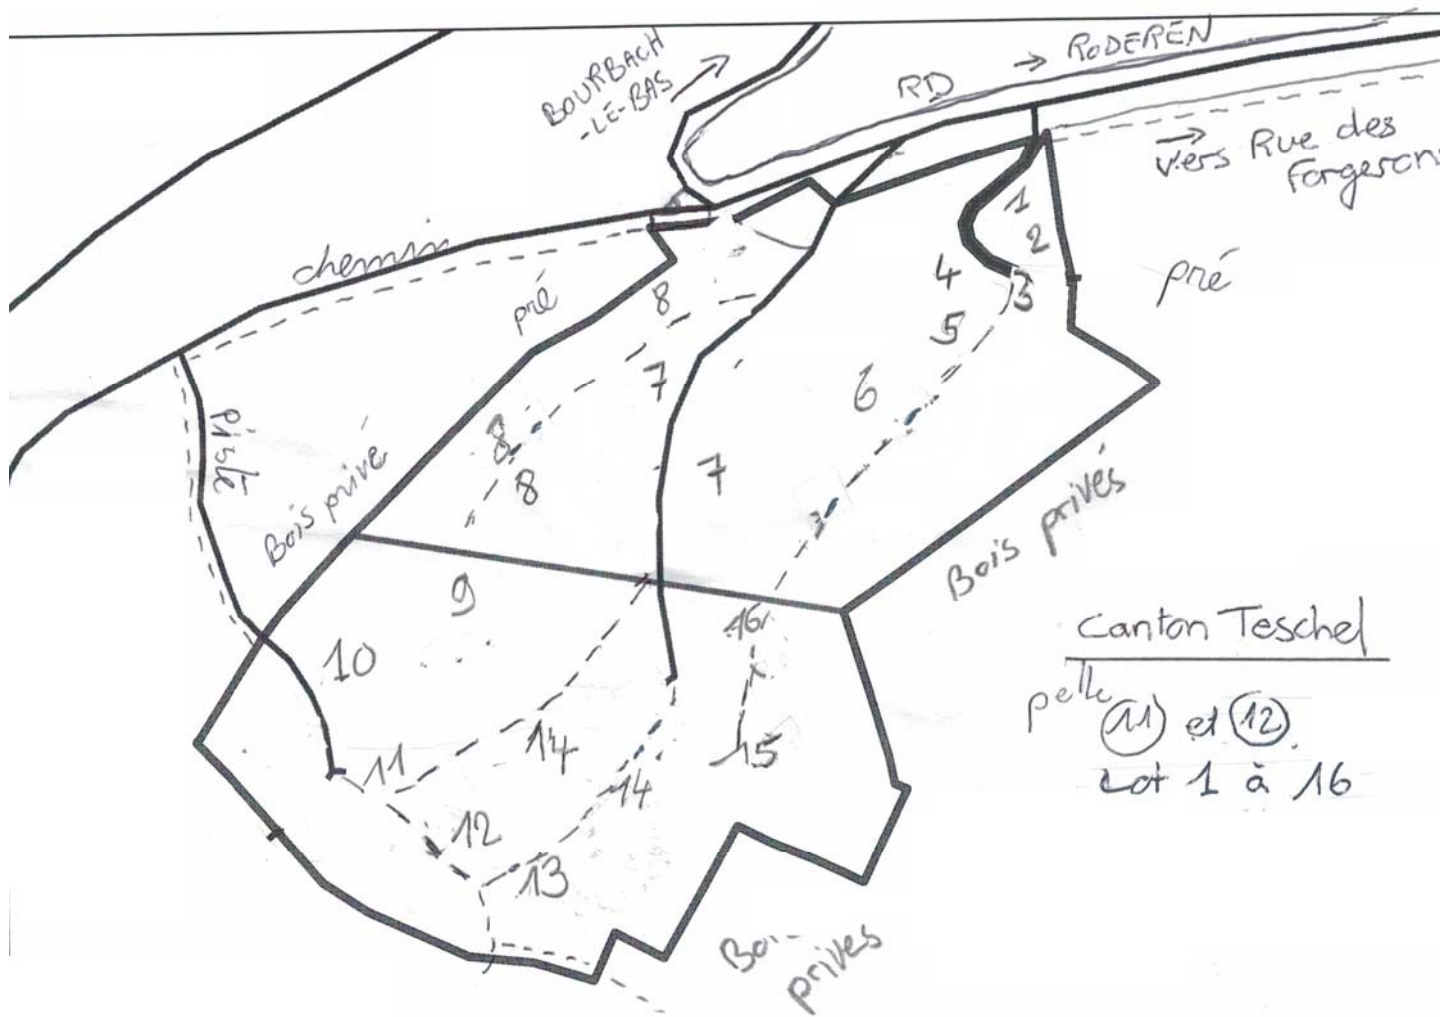 BOURBACH
-LE-BAS →
RD → RODEREN
→
vers Rue des
Forgerons
chemin
pré
pré
piste
Bois privé
Bois privés
1
2
3
4
5
6
7
7
8
8
8
9
10
11
12
13
14
14
15
16
Canton Teschel
pelle (11) et (12)
Lot 1 à 16
privés